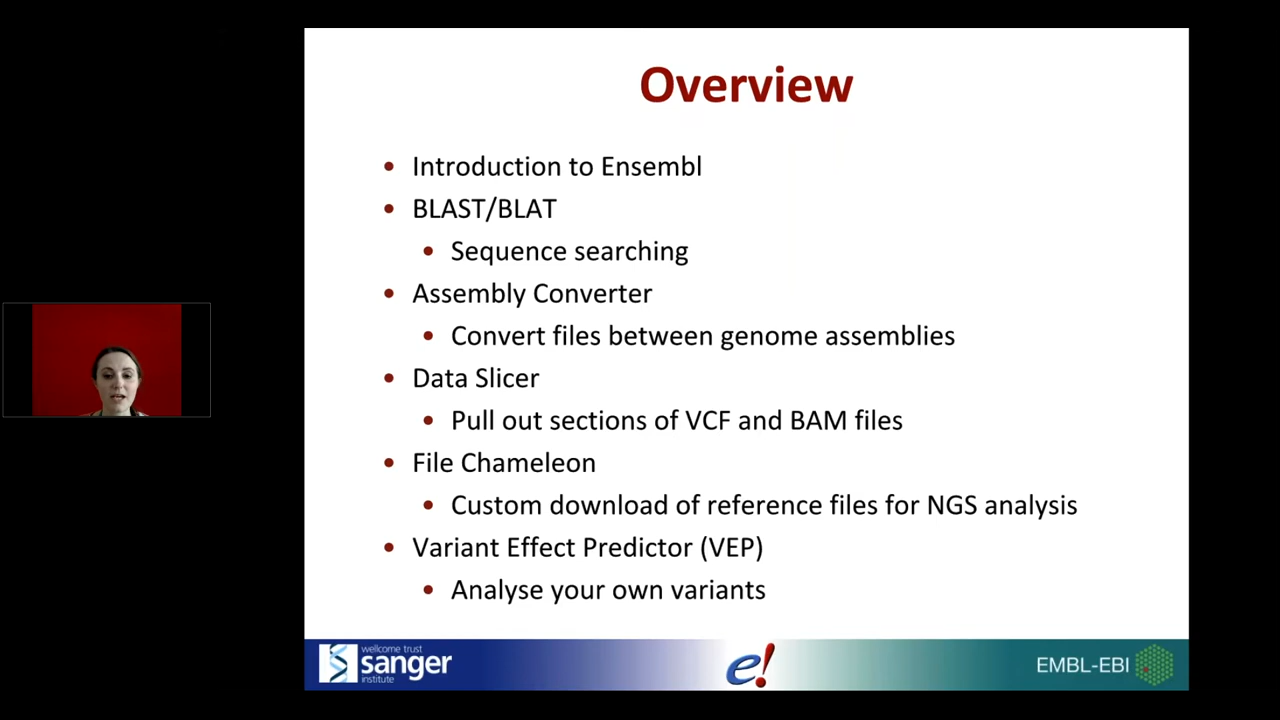 Overview
• Introduction to Ensembl
• BLAST/BLAT
• Sequence searching
• Assembly Converter
• Convert files between genome assemblies
• Data Slicer
• Pull out sections of VCF and BAM files
• File Chameleon
• Custom download of reference files for NGS analysis
• Variant Effect Predictor (VEP)
• Analyse your own variants
wellcome trust
sanger
institute
e!
EMBL-EBI